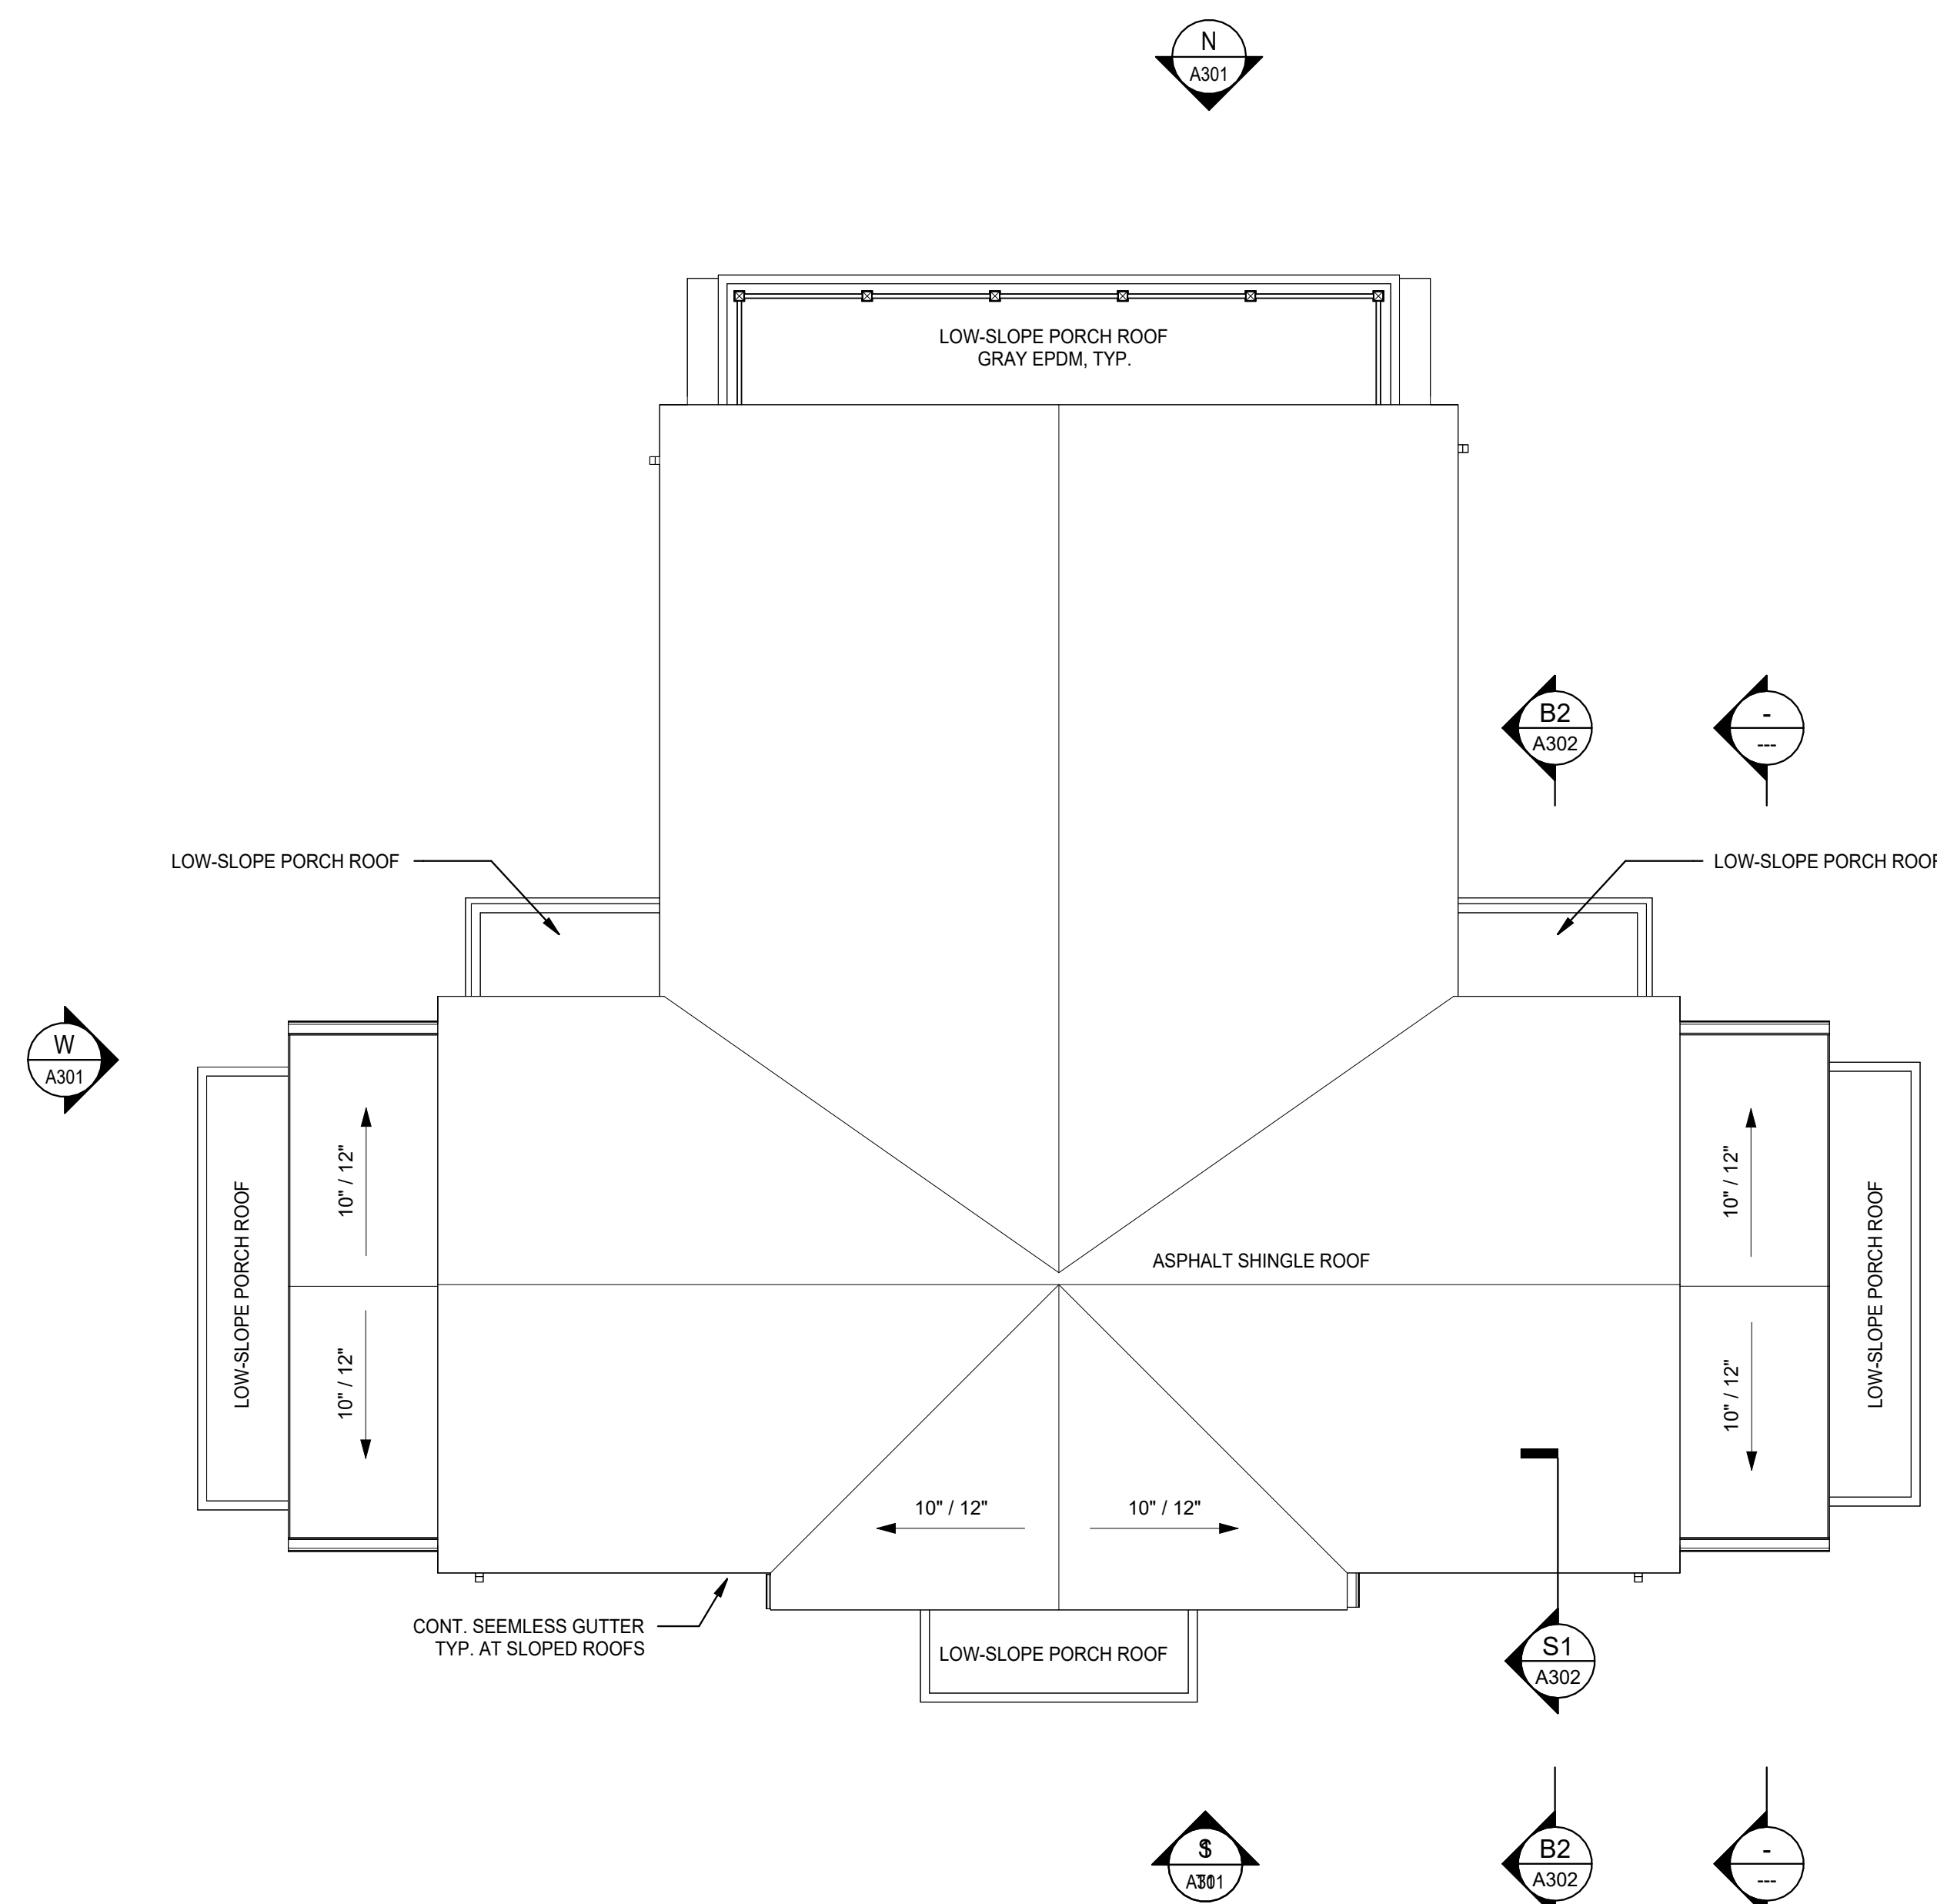 N
A301
LOW-SLOPE PORCH ROOF
GRAY EPDM, TYP.
B2
A302
-
---
LOW-SLOPE PORCH ROOF
LOW-SLOPE PORCH ROOF
W
A301
10" / 12"
10" / 12"
LOW-SLOPE PORCH ROOF
LOW-SLOPE PORCH ROOF
ASPHALT SHINGLE ROOF
10" / 12"
10" / 12"
10" / 12"
10" / 12"
CONT. SEEMLESS GUTTER
TYP. AT SLOPED ROOFS
LOW-SLOPE PORCH ROOF
S1
A302
B2
A302
-
---